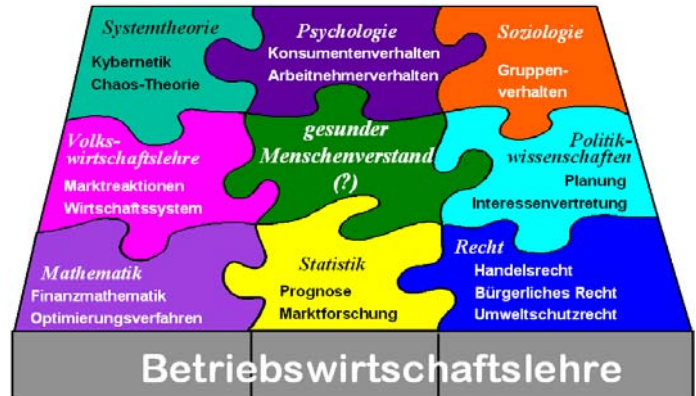 Systemtheorie
Kybernetik
Chaos-Theorie
Psychologie
Konsumentenverhalten
Arbeitnehmerverhalten
Soziologie
Gruppen-
verhalten
Volks-
wirtschaftslehre
Marktreaktionen
Wirtschaftssystem
gesunder
Menschenverstand
(?)
Politik-
wissenschaften
Planung
Interessenvertretung
Mathematik
Finanzmathematik
Optimierungsverfahren
Statistik
Prognose
Marktforschung
Recht
Handelsrecht
Bürgerliches Recht
Umweltschutzrecht
Betriebswirtschaftslehre